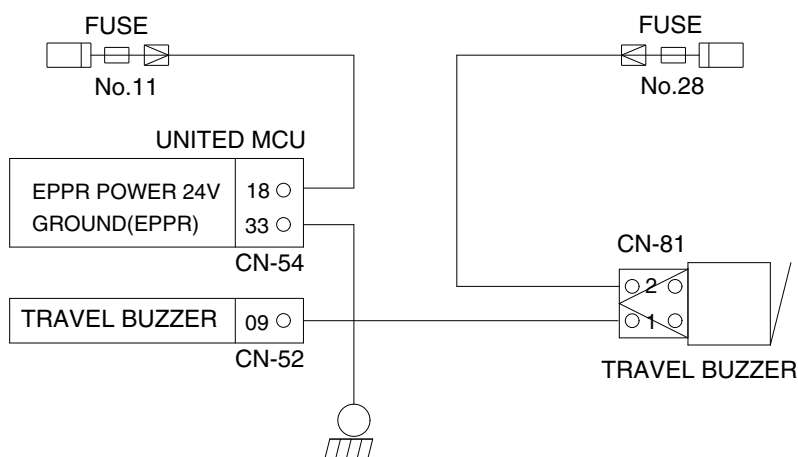 FUSE
No.11
FUSE
No.28
UNITED MCU
EPPR POWER 24V 18
GROUND(EPPR) 33
CN-54
TRAVEL BUZZER 09
CN-52
CN-81
2
1
TRAVEL BUZZER